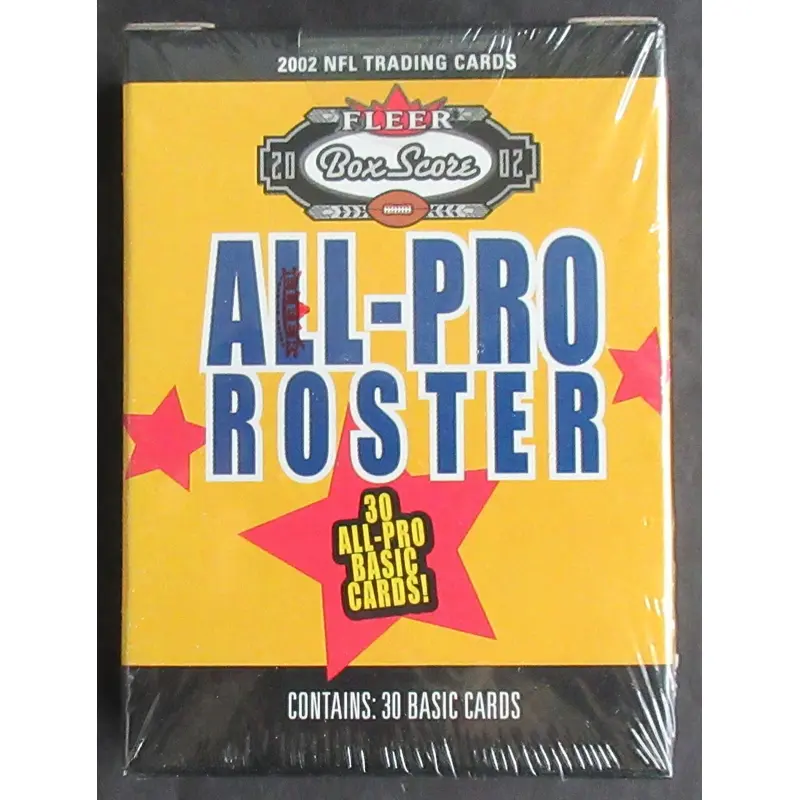 2002 NFL TRADING CARDS
FLEER
20 Box Score 02
ALL-PRO
ROSTER
30
ALL-PRO
BASIC
CARDS!
CONTAINS: 30 BASIC CARDS